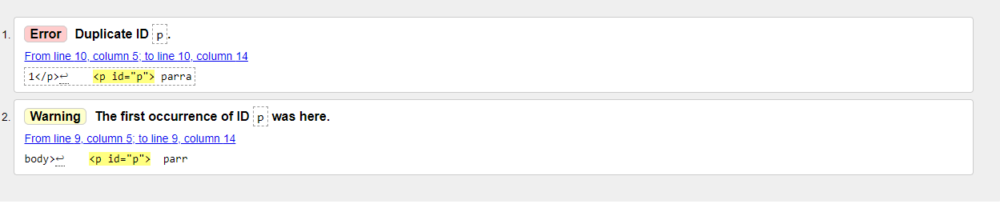 1. Error Duplicate ID p.
From line 10, column 5; to line 10, column 14
1</p>↩ <p id="p"> parra
2. Warning The first occurrence of ID p was here.
From line 9, column 5; to line 9, column 14
body>↩ <p id="p"> parr